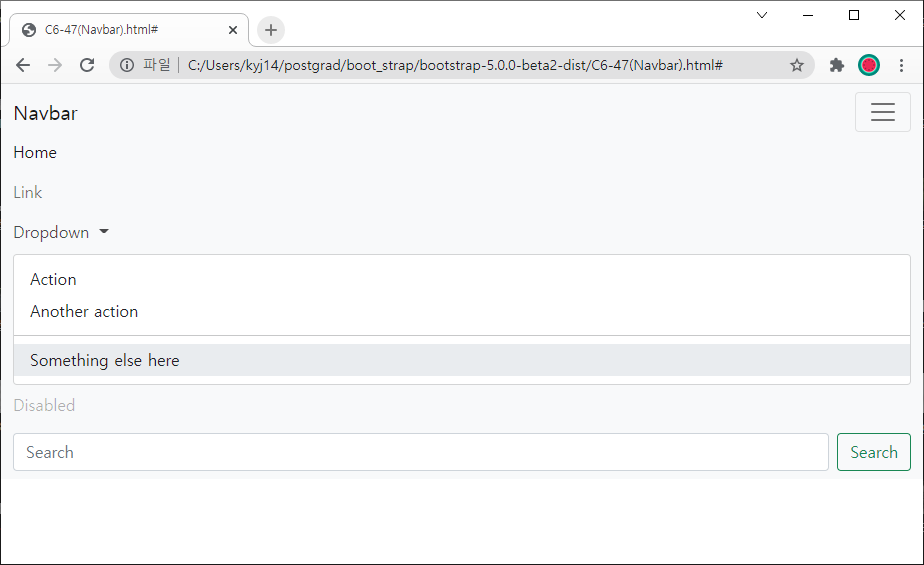 C6-47(Navbar).html#
파일 C:/Users/kyj14/postgrad/boot_strap/bootstrap-5.0.0-beta2-dist/C6-47(Navbar).html#
Navbar
Home
Link
Dropdown
Action
Another action
Something else here
Disabled
Search Search